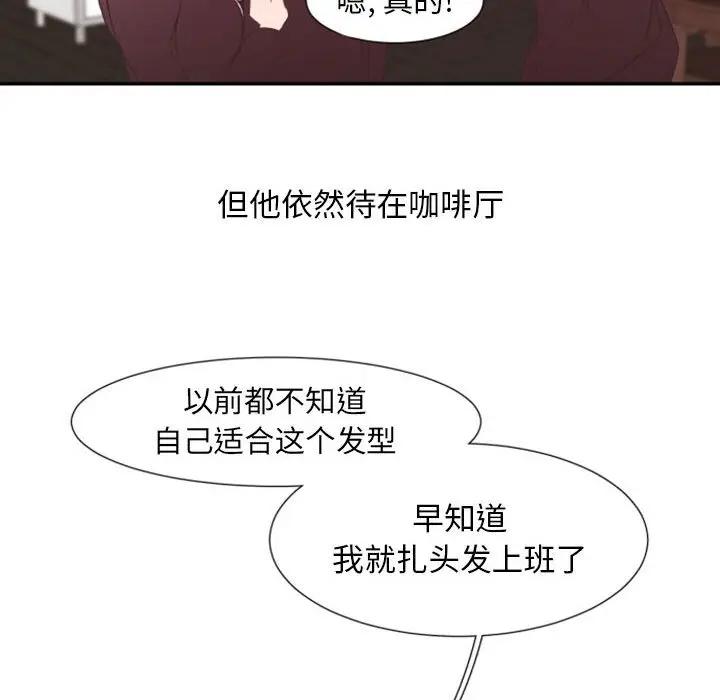 嗯, 真的!
但他依然待在咖啡厅
以前都不知道
自己适合这个发型
早知道
我就扎头发上班了